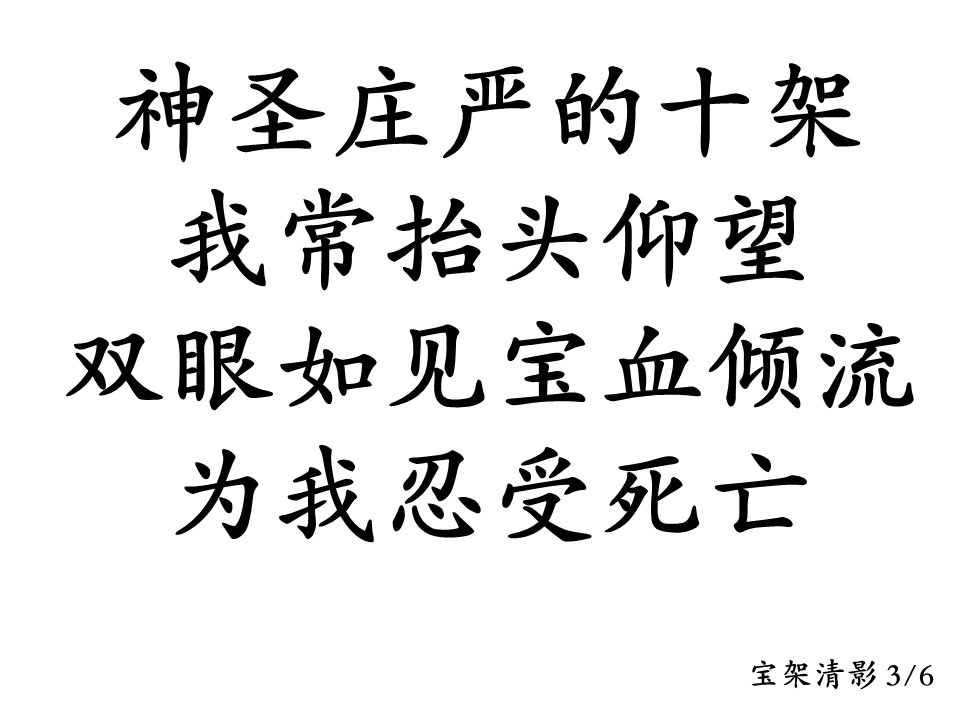 神圣庄严的十架
我常抬头仰望
双眼如见宝血倾流
为我忍受死亡
宝架清影 3/6